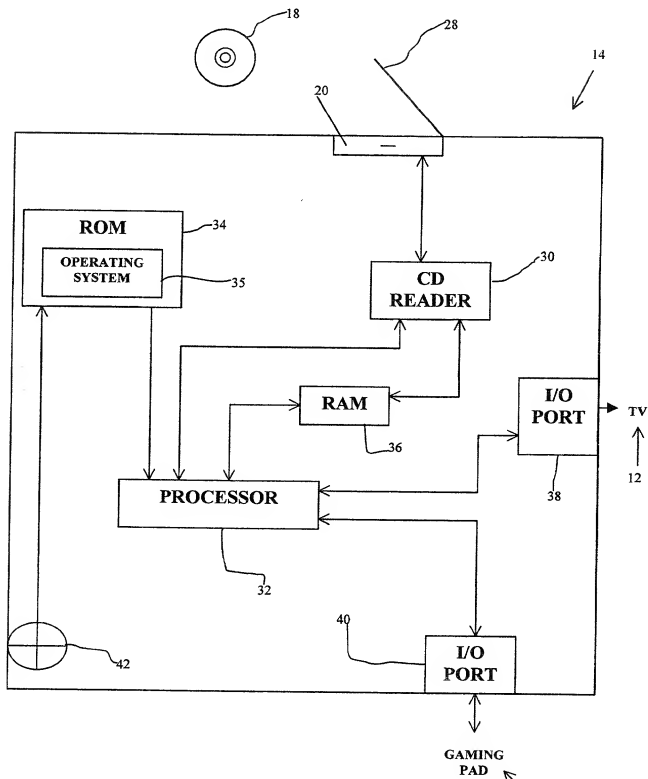 18
28
14
20
ROM
34
OPERATING
SYSTEM
35
CD
READER
30
I/O
PORT
TV
RAM
36
38
12
PROCESSOR
32
40
I/O
PORT
42
GAMING
PAD